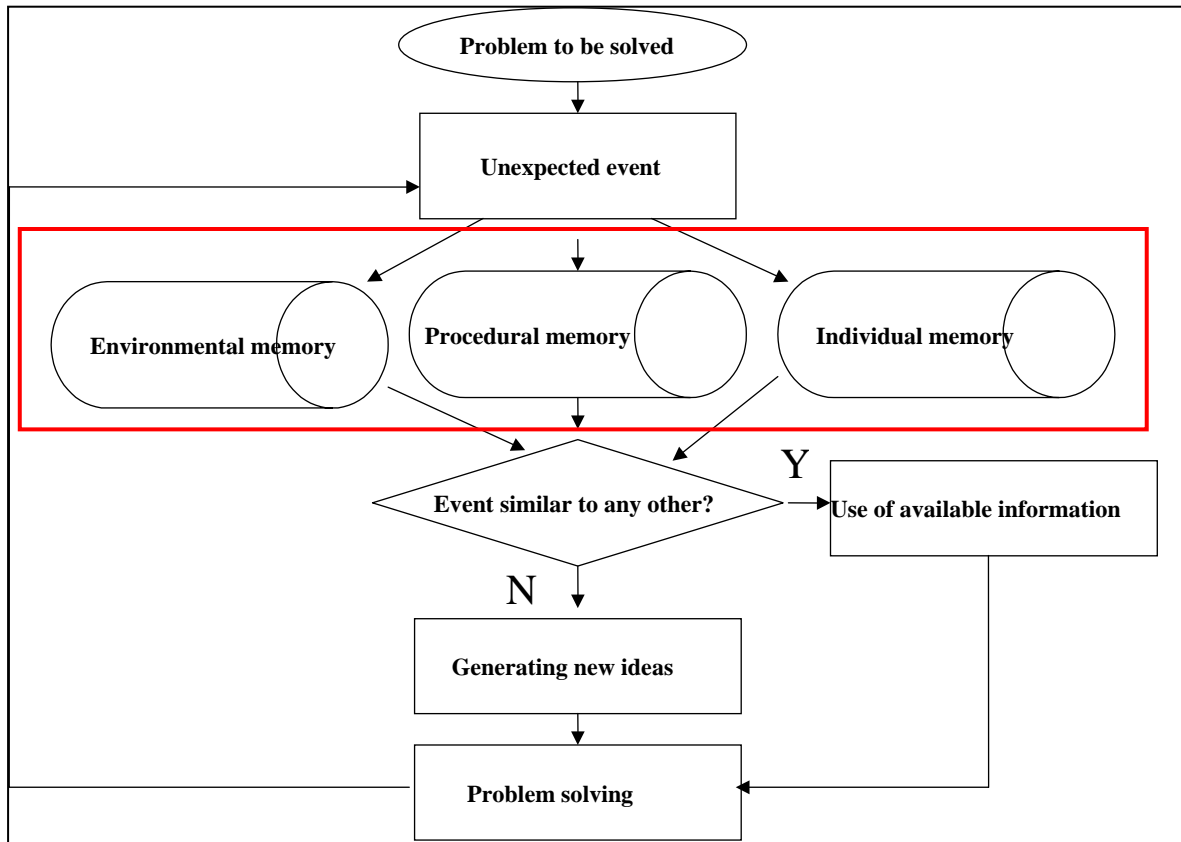 Problem to be solved
Unexpected event
Environmental memory
Procedural memory
Individual memory
Event similar to any other?
Y
Use of available information
N
Generating new ideas
Problem solving